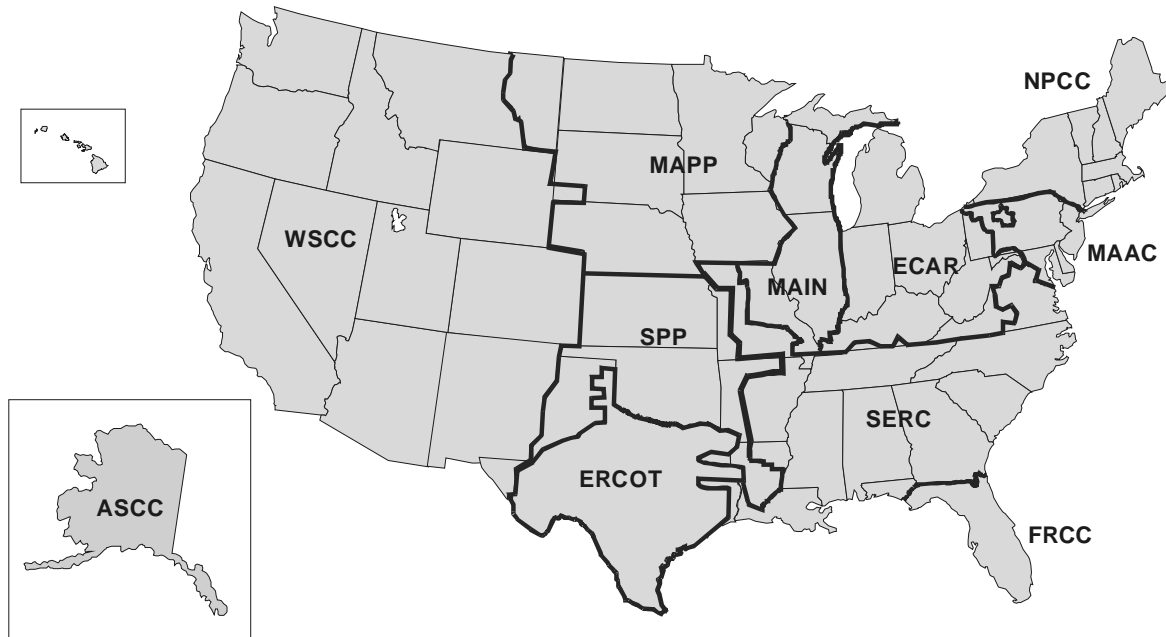 NPCC
MAPP
WSCC
MAAC
ECAR
MAIN
SPP
SERC
ERCOT
ASCC
FRCC